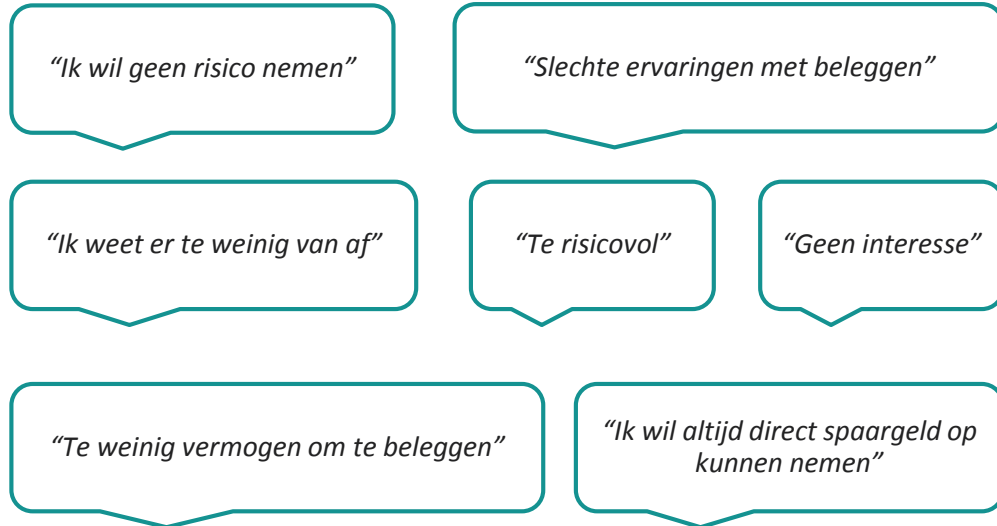 “Ik wil geen risico nemen”
“Slechte ervaringen met beleggen”
“Ik weet er te weinig van af”
“Te risicovol”
“Geen interesse”
“Te weinig vermogen om te beleggen”
“Ik wil altijd direct spaargeld op
kunnen nemen”